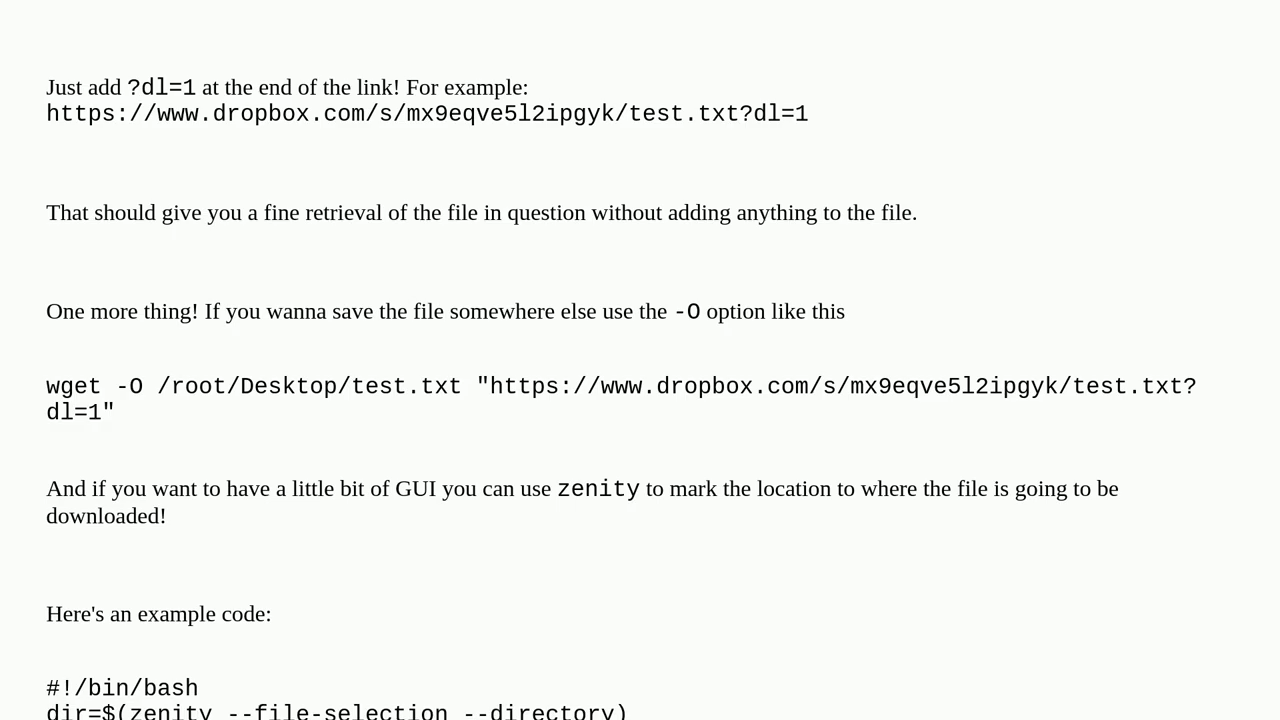 Just add ?dl=1 at the end of the link! For example:
https://www.dropbox.com/s/mx9eqve5l2ipgyk/test.txt?dl=1
That should give you a fine retrieval of the file in question without adding anything to the file.
One more thing! If you wanna save the file somewhere else use the -O option like this
wget -O /root/Desktop/test.txt "https://www.dropbox.com/s/mx9eqve5l2ipgyk/test.txt?
dl=1"
And if you want to have a little bit of GUI you can use zenity to mark the location to where the file is going to be
downloaded!
Here's an example code:
#!/bin/bash
dir=$(zenity --file-selection --directory)